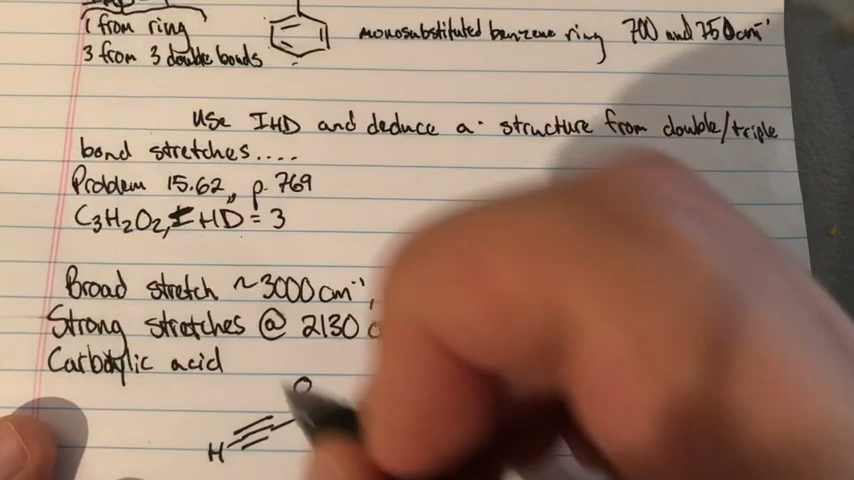 1 from ring
3 from 3 double bonds
monosubstituted benzene ring 700 and 750cm⁻¹
Use IHD and deduce a structure from double/triple
bond stretches....
Problem 15.62, p 769
C₃H₂O₂, IHD = 3
Broad stretch ~3000 cm⁻¹,
Strong stretches @ 2130
Carboxylic acid
O
H